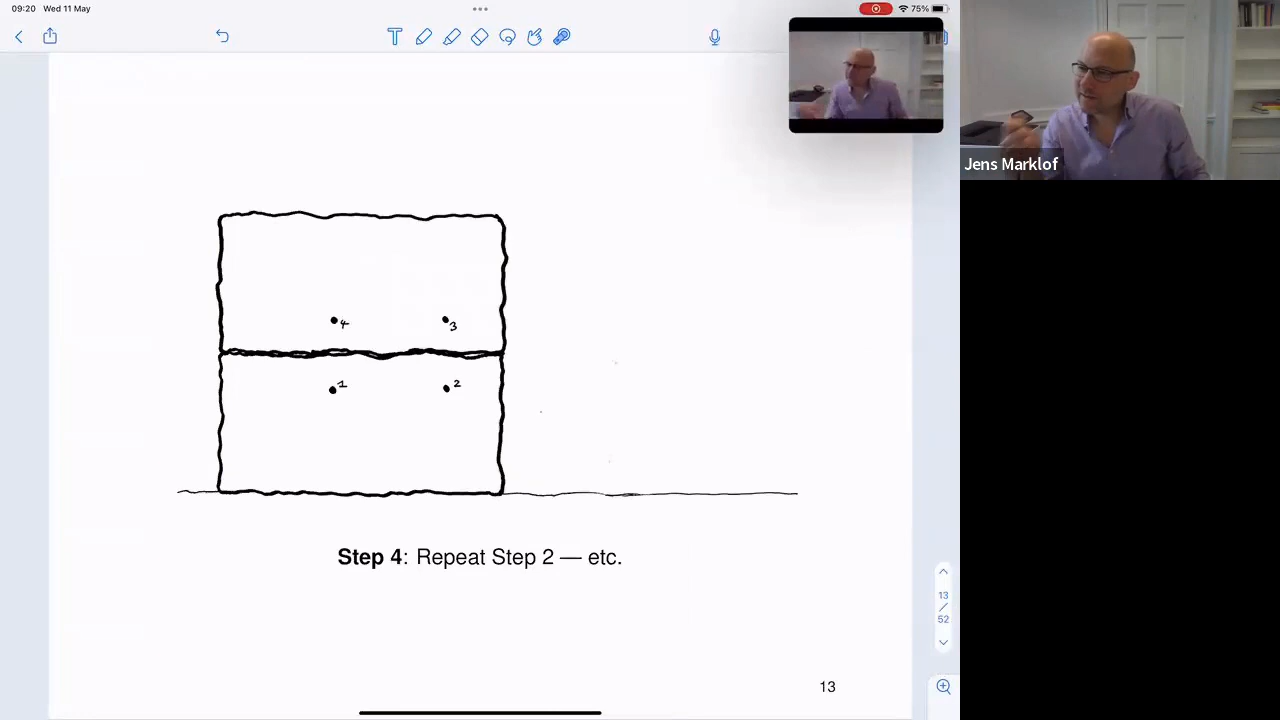 09:20 Wed 11 May
75%
T
Jens Marklof
4 3
1 2
Step 4: Repeat Step 2 — etc.
13
/
52
13